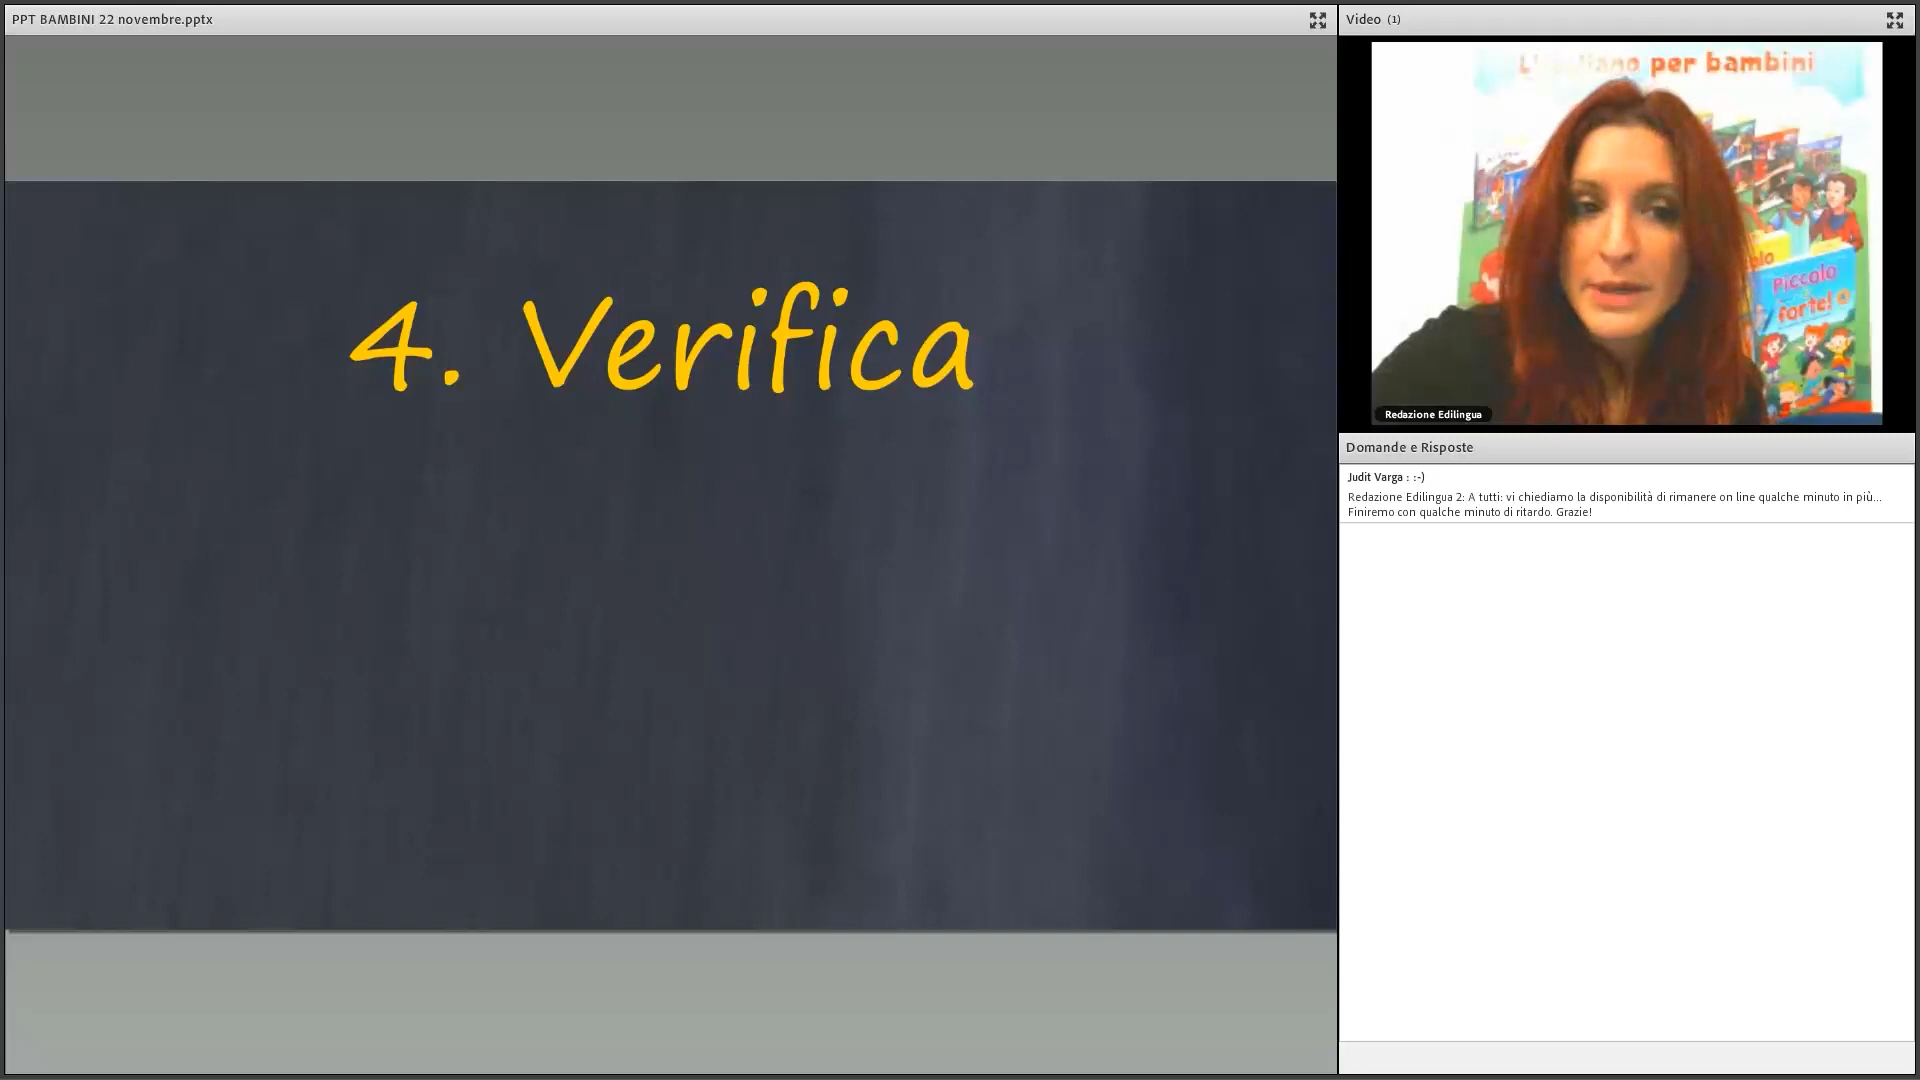 PPT BAMBINI 22 novembre.pptx
4. Verifica
Video (1)
per bambini
Piccolo
forte!
Redazione Edilingua
Domande e Risposte
Judit Varga : :-)
Redazione Edilingua 2: A tutti: vi chiediamo la disponibilità di rimanere on line qualche minuto in più...
Finiremo con qualche minuto di ritardo. Grazie!